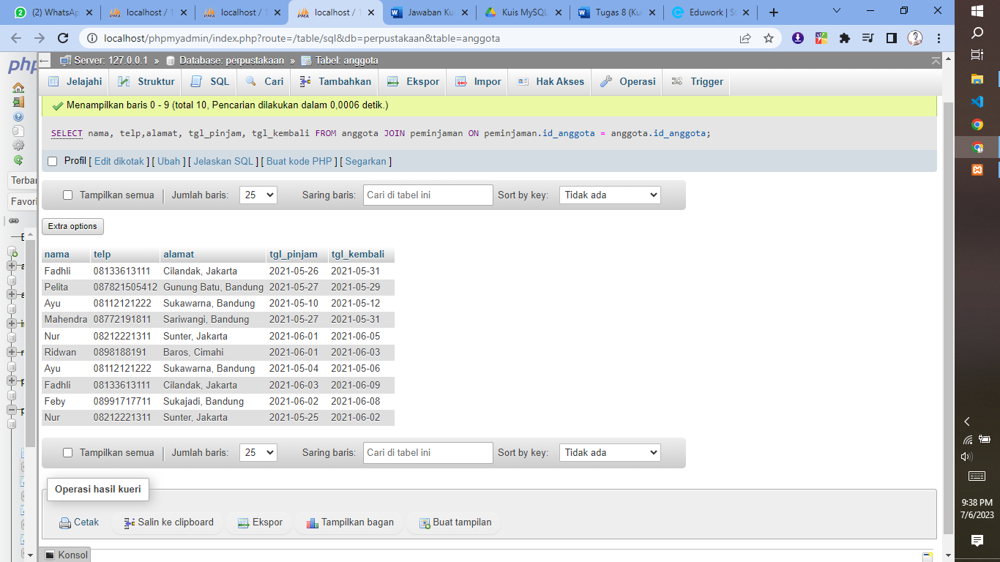 (2) WhatsAp
localhost / 1
localhost / 1
localhost / 1
Jawaban Ku
Kuis MySQL
Tugas 8 (Kui
Eduwork | S
localhost/phpmyadmin/index.php?route=/table/sql&db=perpustakaan&table=anggota
php
Server: 127.0.0.1 » Database: perpustakaan » Tabel: anggota
Jelajahi Struktur SQL Cari Tambahkan Ekspor Impor Hak Akses Operasi Trigger
Menampilkan baris 0 - 9 (total 10, Pencarian dilakukan dalam 0,0006 detik.)
SELECT nama, telp,alamat, tgl_pinjam, tgl_kembali FROM anggota JOIN peminjaman ON peminjaman.id_anggota = anggota.id_anggota;
Profil [ Edit dikotak ] [ Ubah ] [ Jelaskan SQL ] [ Buat kode PHP ] [ Segarkan ]
Terbar
Favori
Tampilkan semua Jumlah baris: 25 Saring baris: Cari di tabel ini Sort by key: Tidak ada
Extra options
nama telp alamat tgl_pinjam tgl_kembali
Fadhli 08133613111 Cilandak, Jakarta 2021-05-26 2021-05-31
Pelita 087821505412 Gunung Batu, Bandung 2021-05-27 2021-05-29
Ayu 08112121222 Sukawarna, Bandung 2021-05-10 2021-05-12
Mahendra 08772191811 Sariwangi, Bandung 2021-05-27 2021-05-31
Nur 08212221311 Sunter, Jakarta 2021-06-01 2021-06-05
Ridwan 0898188191 Baros, Cimahi 2021-06-01 2021-06-03
Ayu 08112121222 Sukawarna, Bandung 2021-05-04 2021-05-06
Fadhli 08133613111 Cilandak, Jakarta 2021-06-03 2021-06-09
Feby 08991717711 Sukajadi, Bandung 2021-06-02 2021-06-08
Nur 08212221311 Sunter, Jakarta 2021-05-25 2021-06-02
Tampilkan semua Jumlah baris: 25 Saring baris: Cari di tabel ini Sort by key: Tidak ada
Operasi hasil kueri
Cetak Salin ke clipboard Ekspor Tampilkan bagan Buat tampilan
Konsol
9:38 PM
7/6/2023